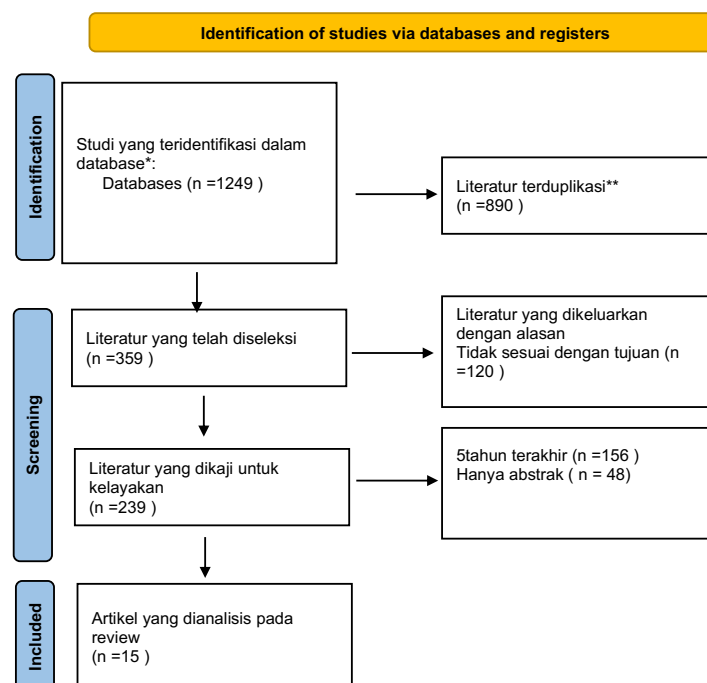 Identification of studies via databases and registers
Identification
Studi yang teridentifikasi dalam
database*:
Databases (n =1249 )
Literatur terduplikasi**
(n =890 )
Screening
Literatur yang telah diseleksi
(n =359 )
Literatur yang dikeluarkan
dengan alasan
Tidak sesuai dengan tujuan (n
=120 )
Literatur yang dikaji untuk
kelayakan
(n =239 )
5tahun terakhir (n =156 )
Hanya abstrak ( n = 48)
Included
Artikel yang dianalisis pada
review
(n =15 )